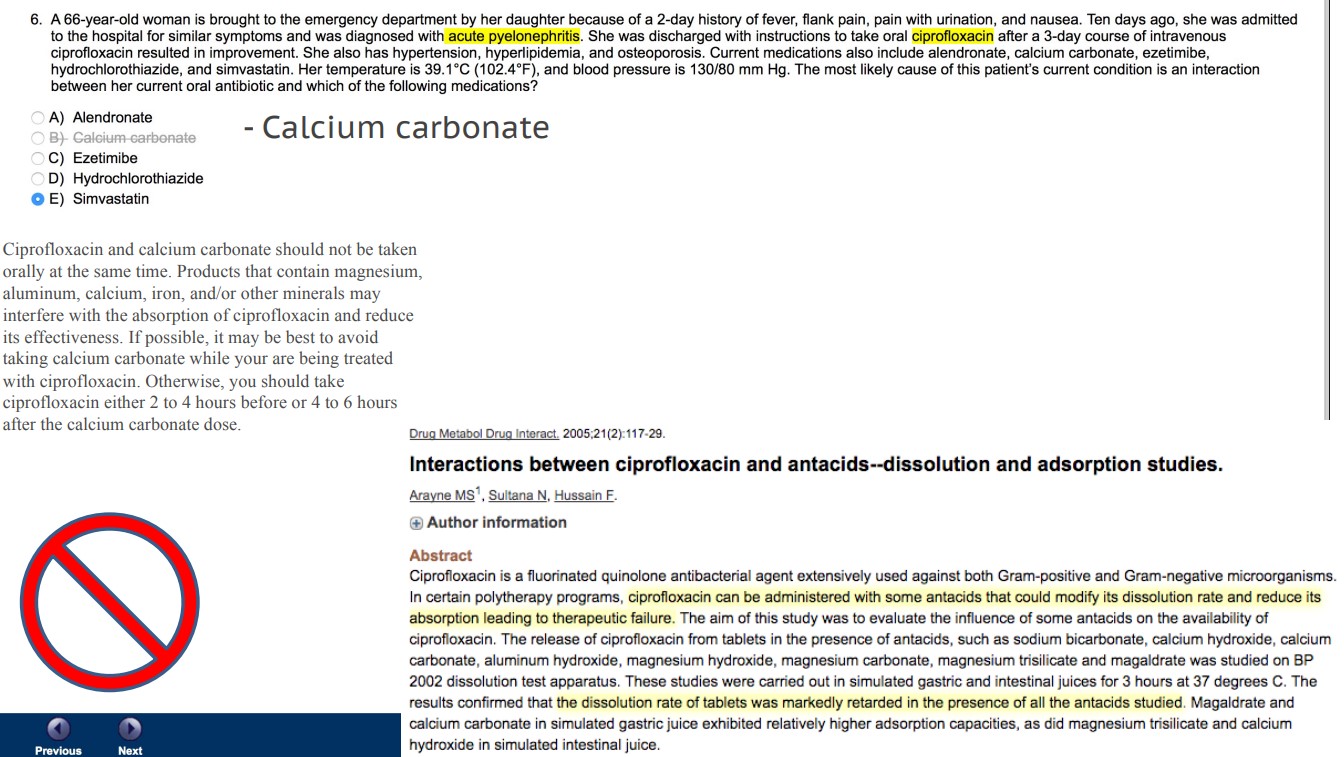 6. A 66-year-old woman is brought to the emergency department by her daughter because of a 2-day history of fever, flank pain, pain with urination, and nausea. Ten days ago, she was admitted
to the hospital for similar symptoms and was diagnosed with acute pyelonephritis. She was discharged with instructions to take oral ciprofloxacin after a 3-day course of intravenous
ciprofloxacin resulted in improvement. She also has hypertension, hyperlipidemia, and osteoporosis. Current medications also include alendronate, calcium carbonate, ezetimibe,
hydrochlorothiazide, and simvastatin. Her temperature is 39.1°C (102.4°F), and blood pressure is 130/80 mm Hg. The most likely cause of this patient's current condition is an interaction
between her current oral antibiotic and which of the following medications?
A) Alendronate
B) Calcium carbonate
- Calcium carbonate
C) Ezetimibe
D) Hydrochlorothiazide
E) Simvastatin
Ciprofloxacin and calcium carbonate should not be taken
orally at the same time. Products that contain magnesium,
aluminum, calcium, iron, and/or other minerals may
interfere with the absorption of ciprofloxacin and reduce
its effectiveness. If possible, it may be best to avoid
taking calcium carbonate while your are being treated
with ciprofloxacin. Otherwise, you should take
ciprofloxacin either 2 to 4 hours before or 4 to 6 hours
after the calcium carbonate dose.
Drug Metabol Drug Interact. 2005;21(2):117-29.
Interactions between ciprofloxacin and antacids--dissolution and adsorption studies.
Arayne MS1, Sultana N, Hussain F.
Author information
Abstract
Ciprofloxacin is a fluorinated quinolone antibacterial agent extensively used against both Gram-positive and Gram-negative microorganisms.
In certain polytherapy programs, ciprofloxacin can be administered with some antacids that could modify its dissolution rate and reduce its
absorption leading to therapeutic failure. The aim of this study was to evaluate the influence of some antacids on the availability of
ciprofloxacin. The release of ciprofloxacin from tablets in the presence of antacids, such as sodium bicarbonate, calcium hydroxide, calcium
carbonate, aluminum hydroxide, magnesium hydroxide, magnesium carbonate, magnesium trisilicate and magaldrate was studied on BP
2002 dissolution test apparatus. These studies were carried out in simulated gastric and intestinal juices for 3 hours at 37 degrees C. The
results confirmed that the dissolution rate of tablets was markedly retarded in the presence of all the antacids studied. Magaldrate and
calcium carbonate in simulated gastric juice exhibited relatively higher adsorption capacities, as did magnesium trisilicate and calcium
hydroxide in simulated intestinal juice.
Previous Next